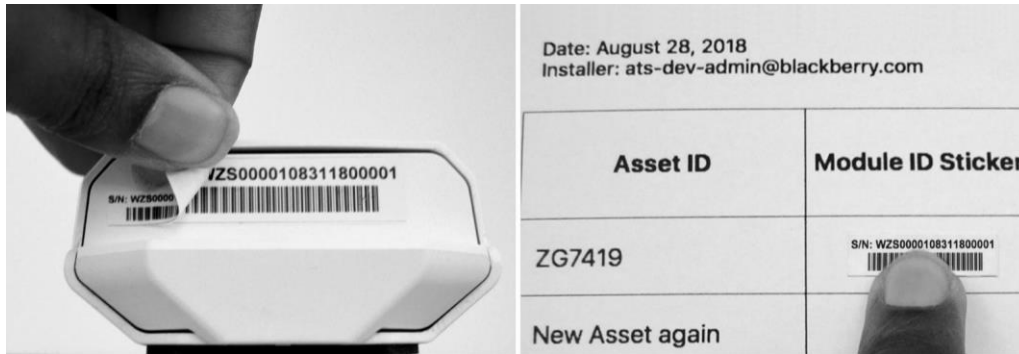 WZS0000108311800001
S/N: WZS0000
Date: August 28, 2018
Installer: ats-dev-admin@blackberry.com
Asset ID
Module ID Sticker
ZG7419
S/N: WZS0000108311800001
New Asset again